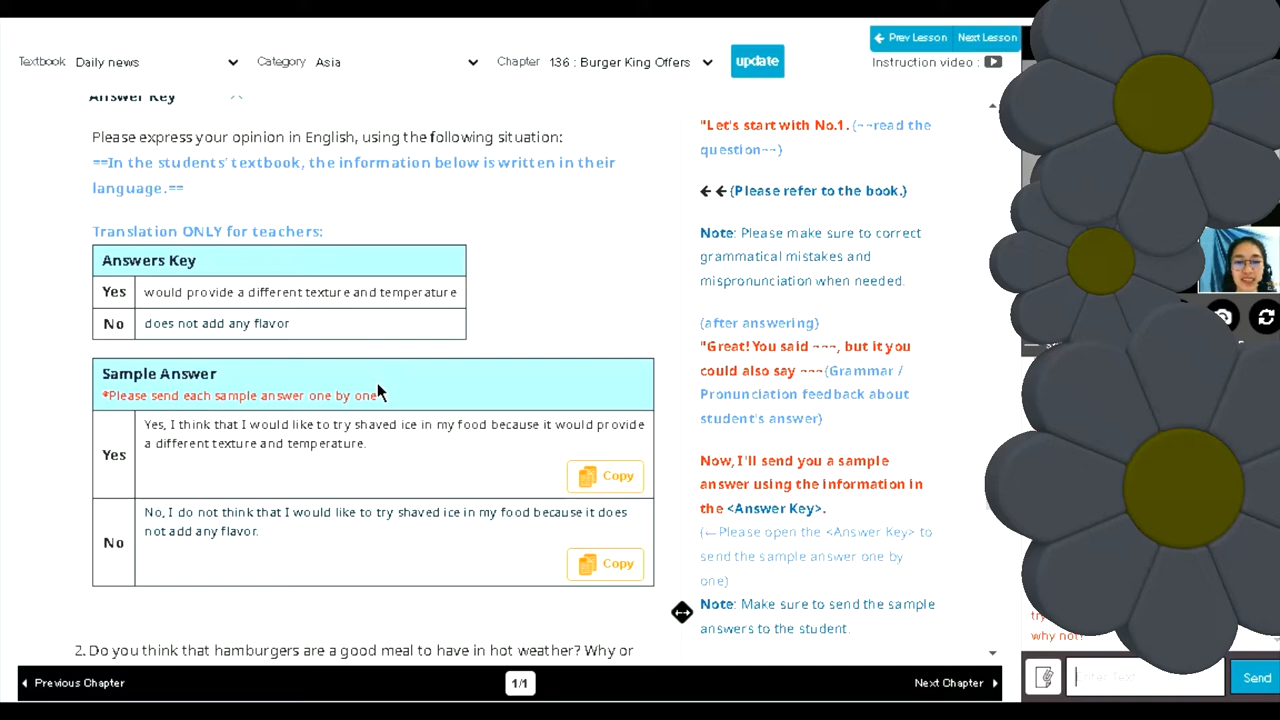 Prev Lesson
Next Lesson
Textbook
Daily news
Category
Asia
Chapter
136 : Burger King Offers
update
Instruction video :
Answer Key
Please express your opinion in English, using the following situation:
==In the students' textbook, the information below is written in their
language.==
Translation ONLY for teachers:
Answers Key
Yes
would provide a different texture and temperature
No
does not add any flavor
Sample Answer
*Please send each sample answer one by one
Yes
Yes, I think that I would like to try shaved ice in my food because it would provide
a different texture and temperature.
Copy
No
No, I do not think that I would like to try shaved ice in my food because it does
not add any flavor.
Copy
2. Do you think that hamburgers are a good meal to have in hot weather? Why or
"Let's start with No.1. (~~read the
question~~)
{Please refer to the book.}
Note: Please make sure to correct
grammatical mistakes and
mispronunciation when needed.
(after answering)
"Great! You said ~~~, but it you
could also say ~~~(Grammar /
Pronunciation feedback about
student's answer)
Now, I'll send you a sample
answer using the information in
the <Answer Key>.
(←Please open the <Answer Key> to
send the sample answer one by
one)
Note: Make sure to send the sample
answers to the student.
why not?
Previous Chapter
1/1
Next Chapter
Enter Text
Send